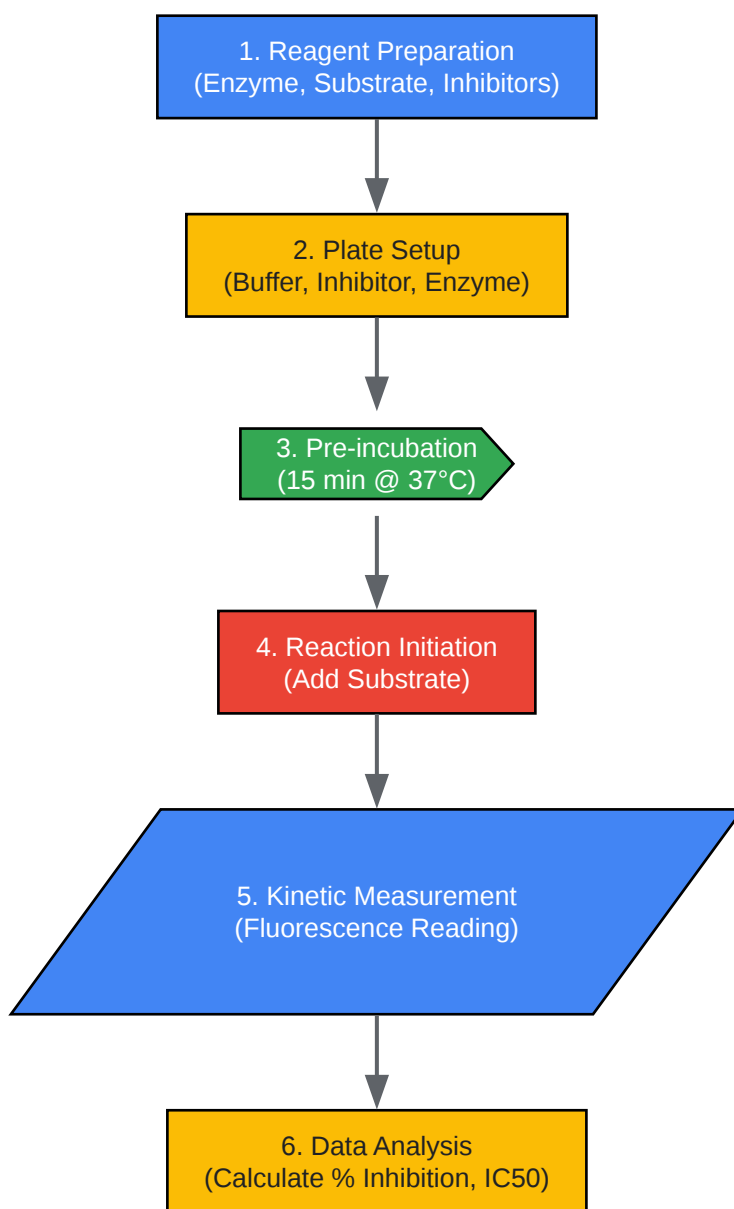 1. Reagent Preparation
(Enzyme, Substrate, Inhibitors)
2. Plate Setup
(Buffer, Inhibitor, Enzyme)
3. Pre-incubation
(15 min @ 37°C)
4. Reaction Initiation
(Add Substrate)
5. Kinetic Measurement
(Fluorescence Reading)
6. Data Analysis
(Calculate % Inhibition, IC50)